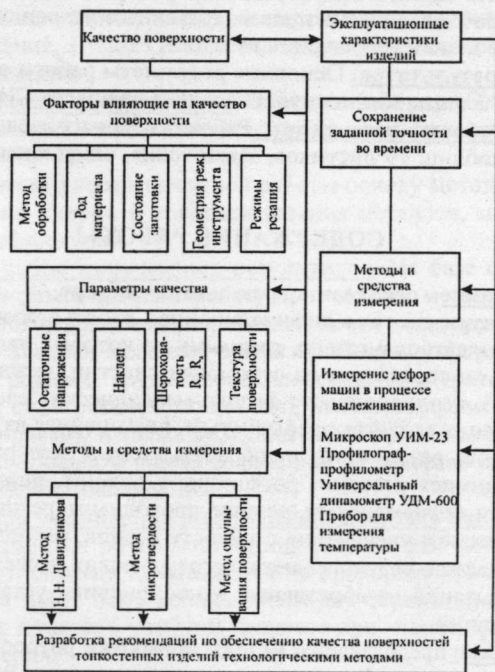 Качество поверхности
Эксплуатационные
характеристики
изделий
Факторы влияющие на качество
поверхности
Сохранение
заданной точности
во времени
Метод
обработки
Род
материала
Состояние
заготовки
Геометрия реж.
инструмента
Режимы
резания
Параметры качества
Методы и
средства
измерения
Остаточные
напряжения
Наклеп
Шерохова-
тость
Текстура
Измерение дефор-
мации в процессе
вылеживания.
Микроскоп УИМ-23
Профилограф-
профилометр
Универсальный
динамометр УДМ-600
Прибор для
измерения
температуры
Методы и средства измерения
Метод
Н.Н. Давиденкова
Метод
микротвердости
Метод ощупы-
вания поверхности
Разработка рекомендаций но обеспечению качества поверхностей
тонкостенных изделий технологическими методами